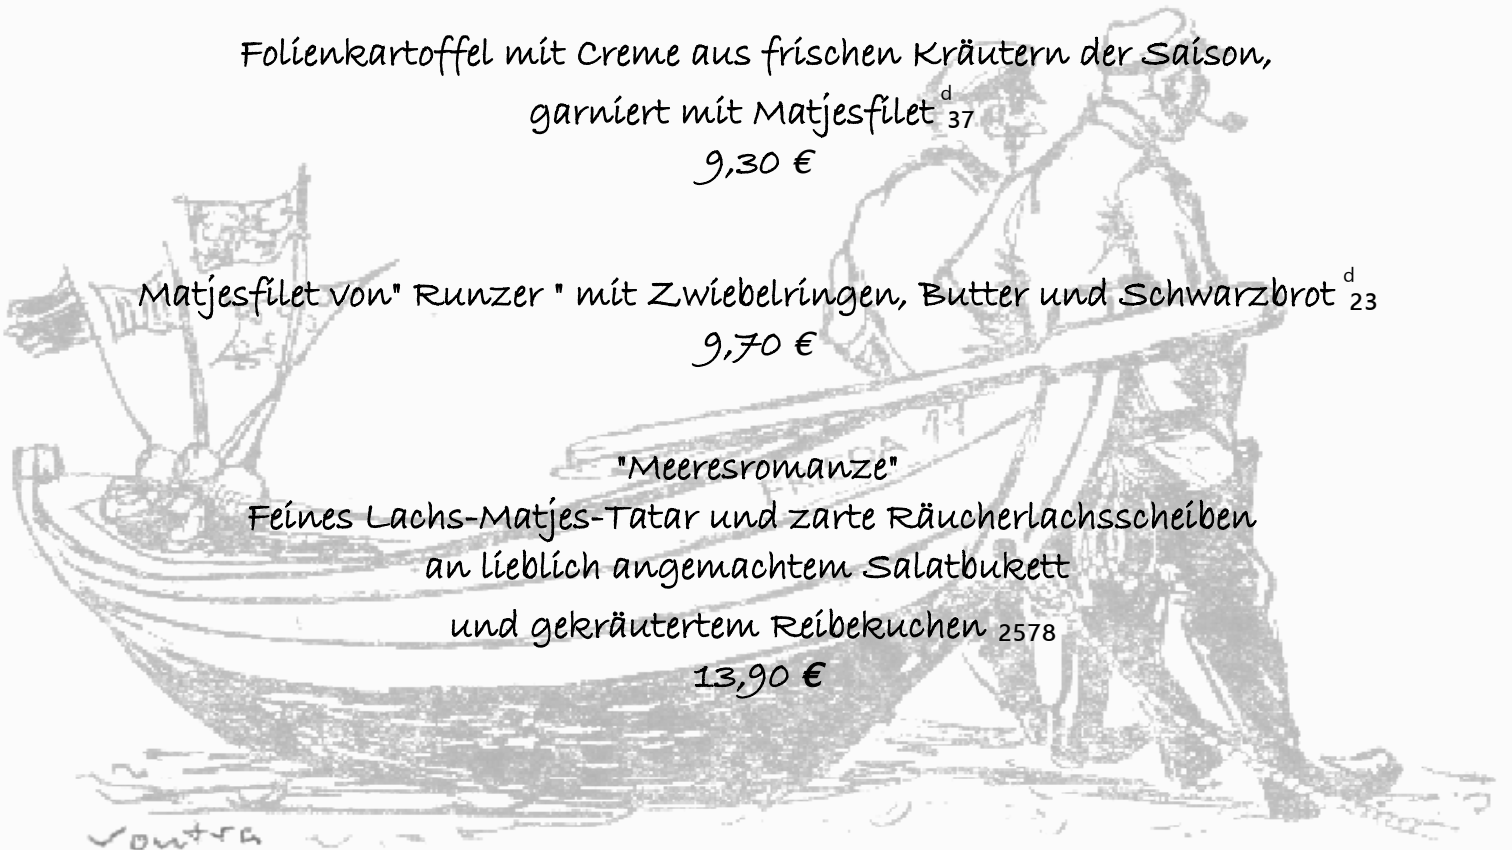 Folienkartoffel mit Creme aus frischen Kräutern der Saison,
garniert mit Matjesfilet d 37
9,30 €
Matjesfilet von" Runzer " mit Zwiebelringen, Butter und Schwarzbrot d 23
9,70 €
"Meeresromanze"
Feines Lachs-Matjes-Tatar und zarte Räucherlachsscheiben
an lieblich angemachtem Salatbukett
und gekräutertem Reibekuchen 2578
13,90 €